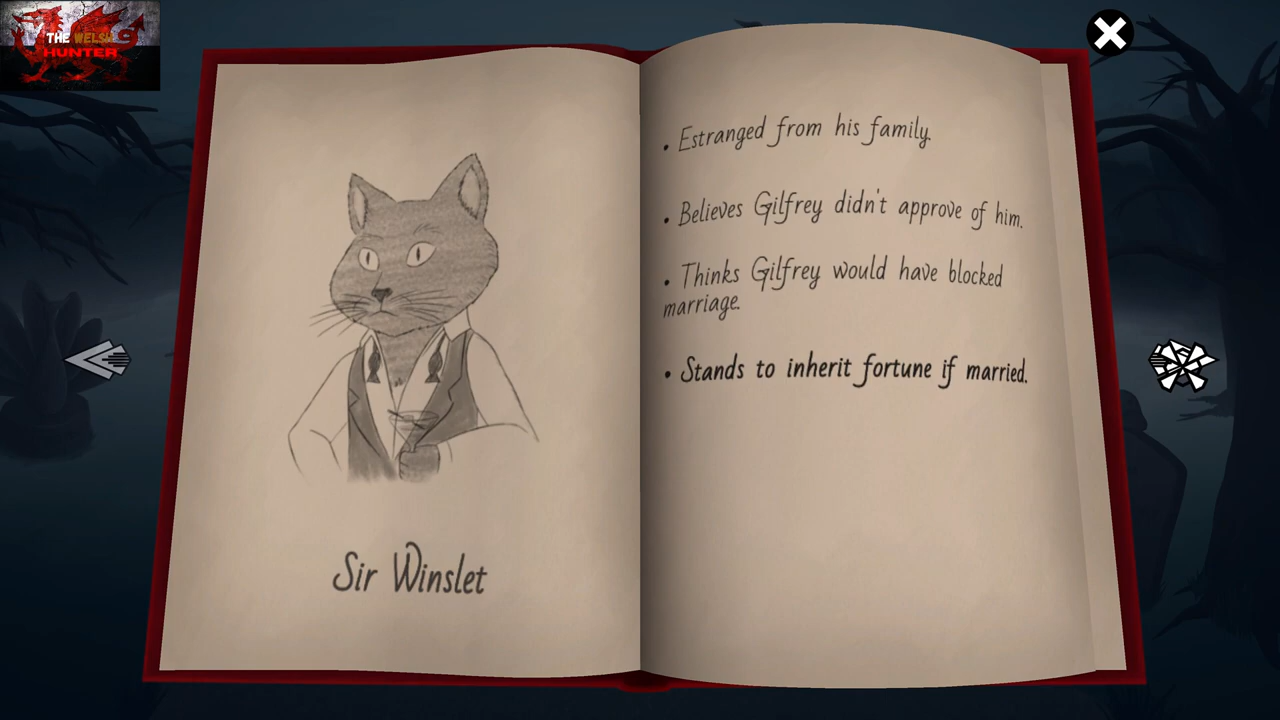 THE WELSH
HUNTER
• Estranged from his family
• Believes Gilfrey didn't approve of him.
• Thinks Gilfrey would have blocked
marriage.
• Stands to inherit fortune if married.
Sir Winslet